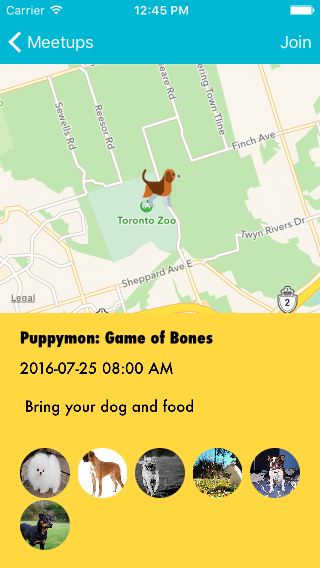 Carrier 12:45 PM
Meetups Join
Sewells Rd
Reesor Rd
eare Rd
ering Town Tline
Finch Ave
Toronto Zoo
Twyn Rivers Dr
Sheppard Ave E
Legal
2
Puppymon: Game of Bones
2016-07-25 08:00 AM
Bring your dog and food